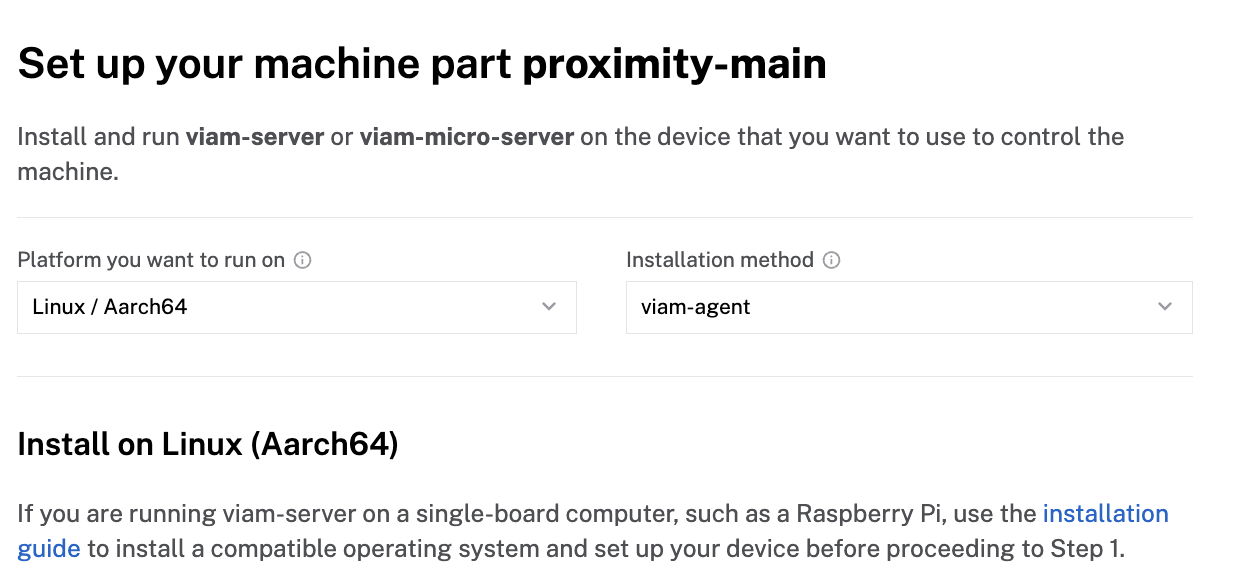 Set up your machine part proximity-main
Install and run viam-server or viam-micro-server on the device that you want to use to control the
machine.
Platform you want to run on
Installation method
Linux / Aarch64
viam-agent
Install on Linux (Aarch64)
If you are running viam-server on a single-board computer, such as a Raspberry Pi, use the installation
guide to install a compatible operating system and set up your device before proceeding to Step 1.